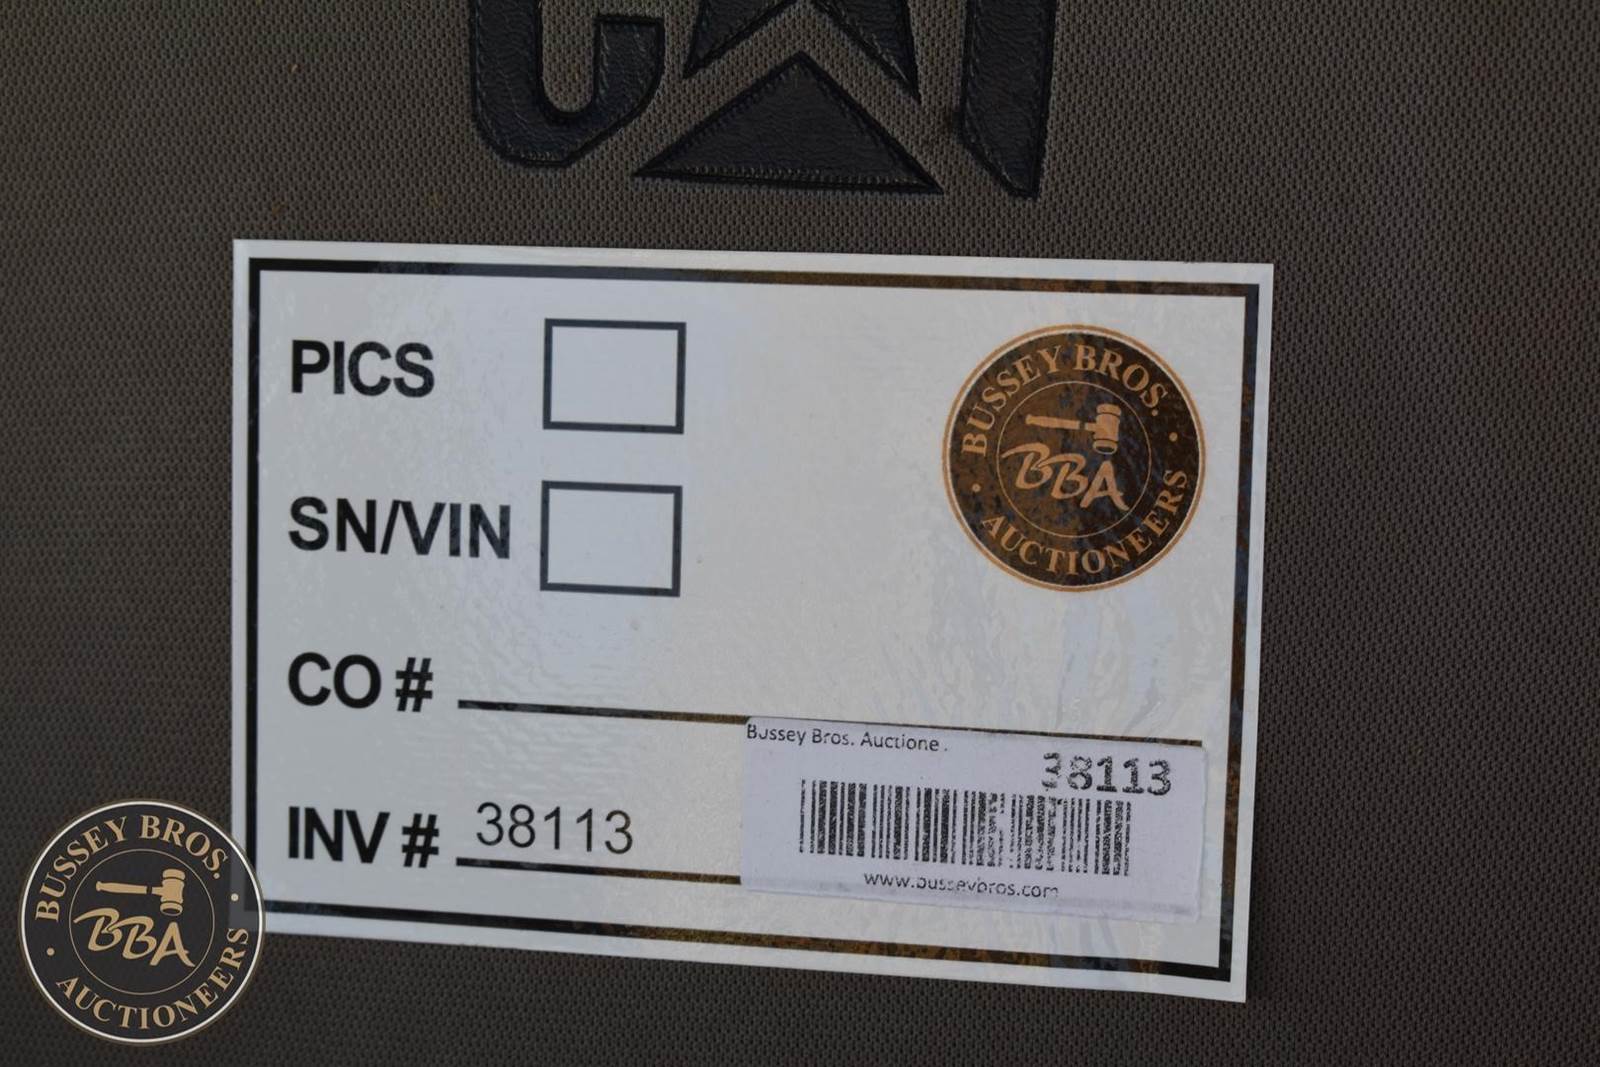 CAT
PICS
SN/VIN
CO #
INV # 38113
BUSSEY BROS.
BBA
AUCTIONEERS
Bussey Bros. Auctione
38113
www.busseybros.com
BUSSEY BROS.
BBA
AUCTIONEERS